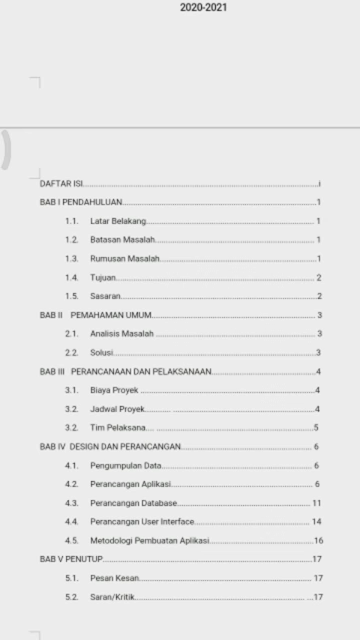 2020-2021
DAFTAR ISI........................................i
BAB I PENDAHULUAN........................................1
1.1. Latar Belakang........................................ 1
1.2. Batasan Masalah........................................ 1
1.3. Rumusan Masalah........................................1
1.4. Tujuan........................................ 2
1.5. Sasaran........................................2
BAB II PEMAHAMAN UMUM........................................ 3
2.1. Analisis Masalah ........................................ 3
2.2. Solusi........................................3
BAB III PERANCANAAN DAN PELAKSANAAN........................................4
3.1. Biaya Proyek ........................................4
3.2. Jadwal Proyek.......... ........................................4
3.2. Tim Pelaksana.... ........................................5
BAB IV DESIGN DAN PERANCANGAN........................................ 6
4.1. Pengumpulan Data........................................ 6
4.2. Perancangan Aplikasi........................................ 6
4.3. Perancangan Database........................................ 11
4.4. Perancangan User Interface........................................ 14
4.5. Metodologi Pembuatan Aplikasi........................................16
BAB V PENUTUP........................................17
5.1. Pesan Kesan........................................ 17
5.2. Saran/Kritik........................................ ...17